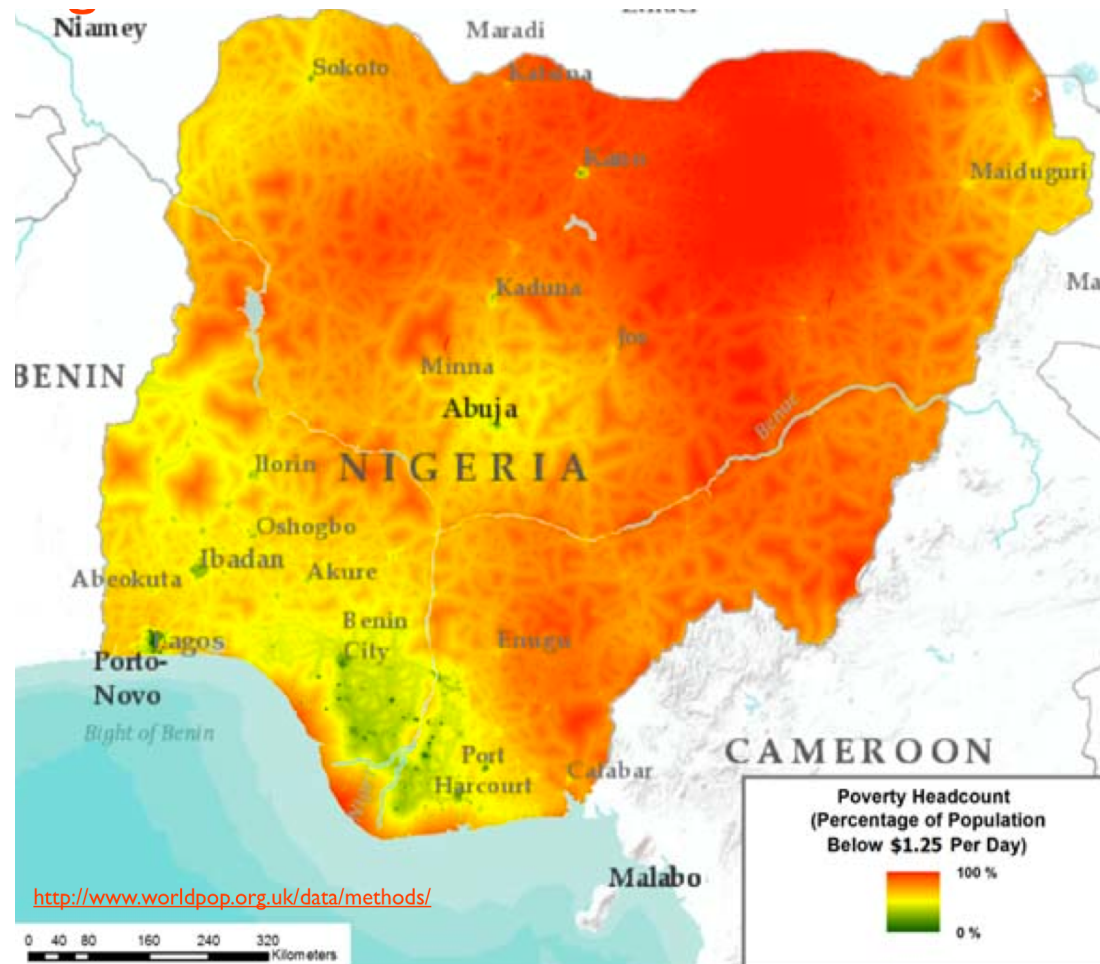 Niamey
Maradi
Sokoto
Katsina
Kano
Maiduguri
Kaduna
Jos
Minna
BENIN
Abuja
Benue
Ilorin
NIGERIA
Oshogbo
Ibadan
Abeokuta
Akure
Benin
City
Lagos
Enugu
Porto-
Novo
Bight of Benin
Port
Harcourt
Calabar
CAMEROON
Malabo
Poverty Headcount
(Percentage of Population
Below $1.25 Per Day)
100 %
0 %
http://www.worldpop.org.uk/data/methods/
0 40 80 160 240 320
Kilometers